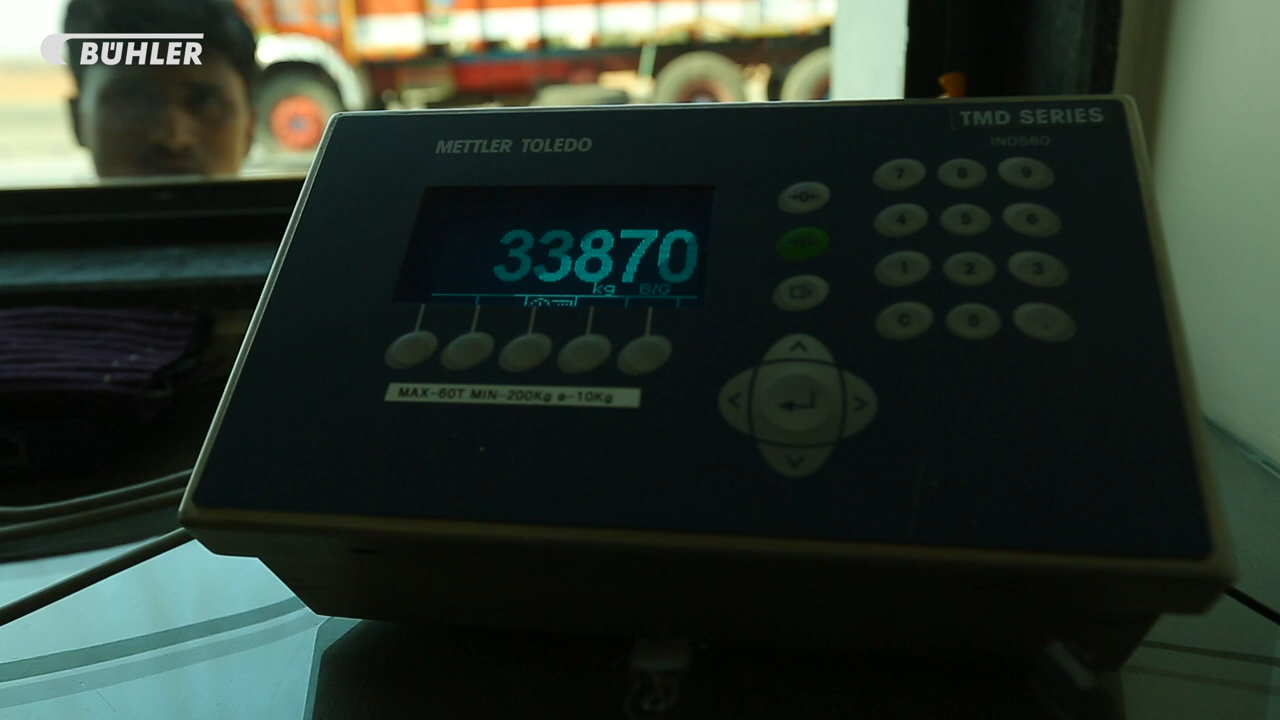 BÜHLER
METTLER TOLEDO
TMD SERIES
IND560
33870
kg B/G
MAX-60T MIN-200Kg e-10Kg
→0←
7 8 9
4 5 6
1 2 3
C 0 .